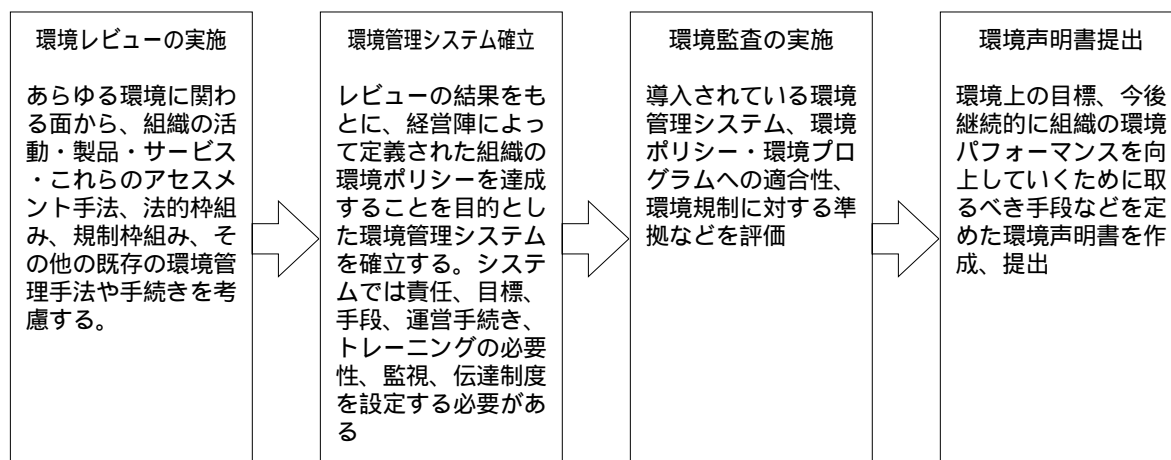 環境レビューの実施
あらゆる環境に関わ
る面から、組織の活
動・製品・サービス
・これらのアセスメ
ント手法、法的枠組
み、規制枠組み、そ
の他の既存の環境管
理手法や手続きを考
慮する。
環境管理システム確立
レビューの結果をも
とに、経営陣によっ
て定義された組織の
環境ポリシーを達成
することを目的とし
た環境管理システム
を確立する。システ
ムでは責任、目標、
手段、運営手続き、
トレーニングの必要
性、監視、伝達制度
を設定する必要があ
る
環境監査の実施
導入されている環境
管理システム、環境
ポリシー・環境プロ
グラムへの適合性、
環境規制に対する準
拠などを評価
環境声明書提出
環境上の目標、今後
継続的に組織の環境
パフォーマンスを向
上していくために取
るべき手段などを定
めた環境声明書を作
成、提出